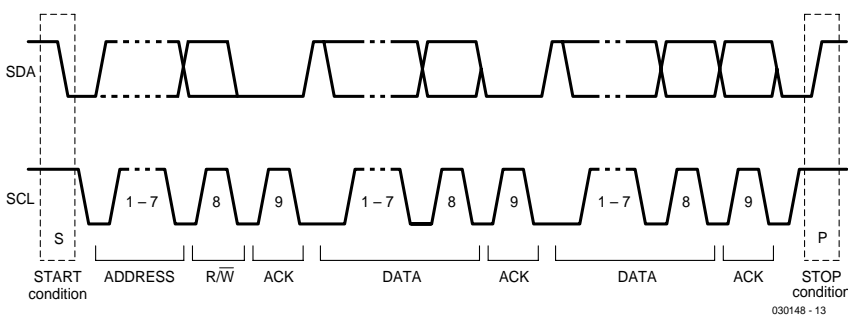 SDA
SCL
1 – 7
8
9
1 – 7
8
9
1 – 7
8
9
S
P
START
condition
ADDRESS
R/W̅
ACK
DATA
ACK
DATA
ACK
STOP
condition
030148 - 13